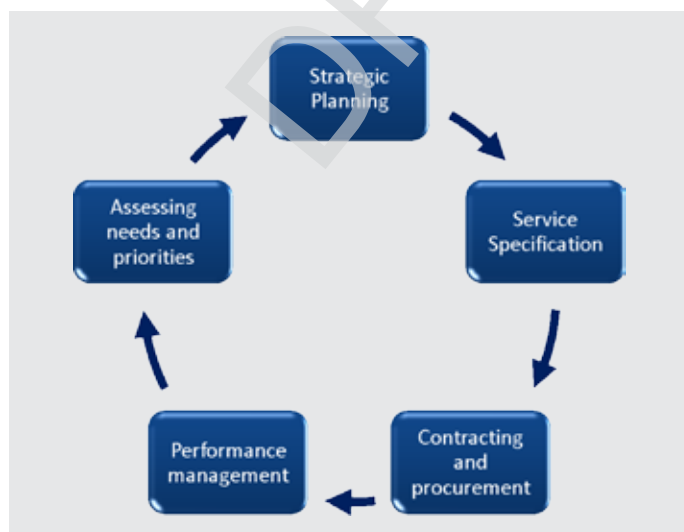 Strategic
Planning
Service
Specification
Contracting
and
procurement
Performance
management
Assessing
needs and
priorities